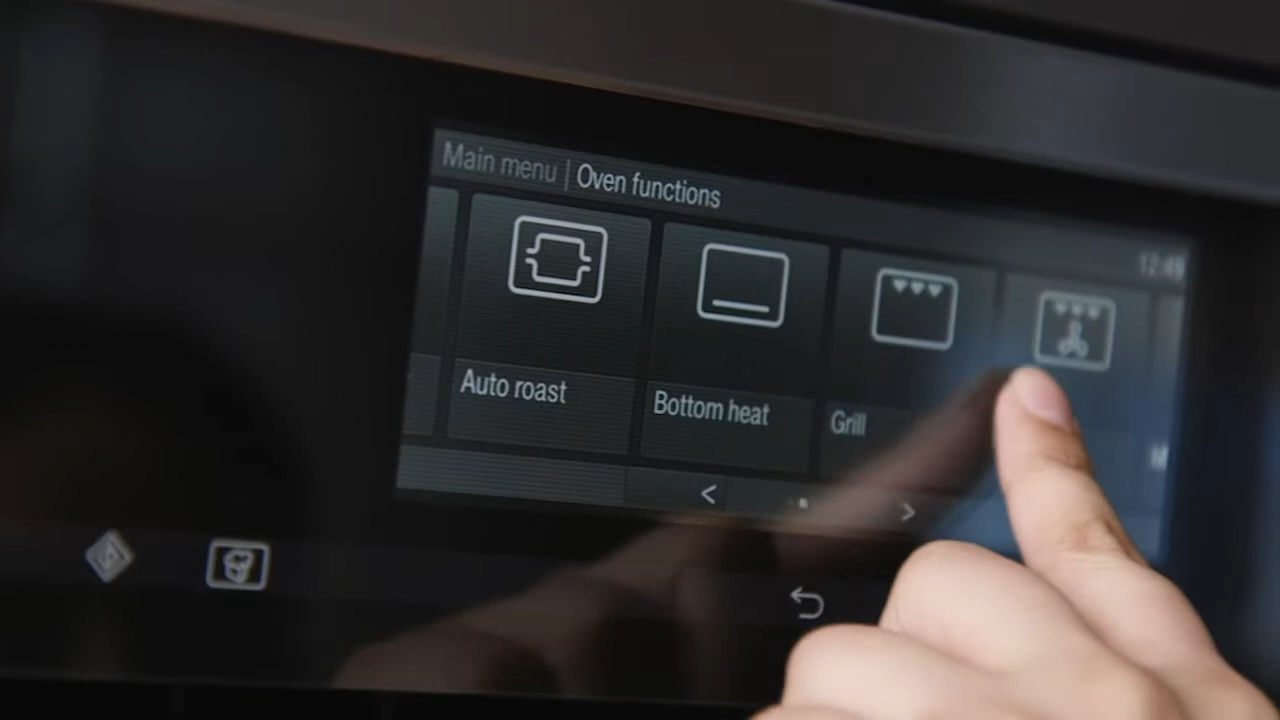 Main menu | Oven functions
12:49
Auto roast
Bottom heat
Grill
M
< >